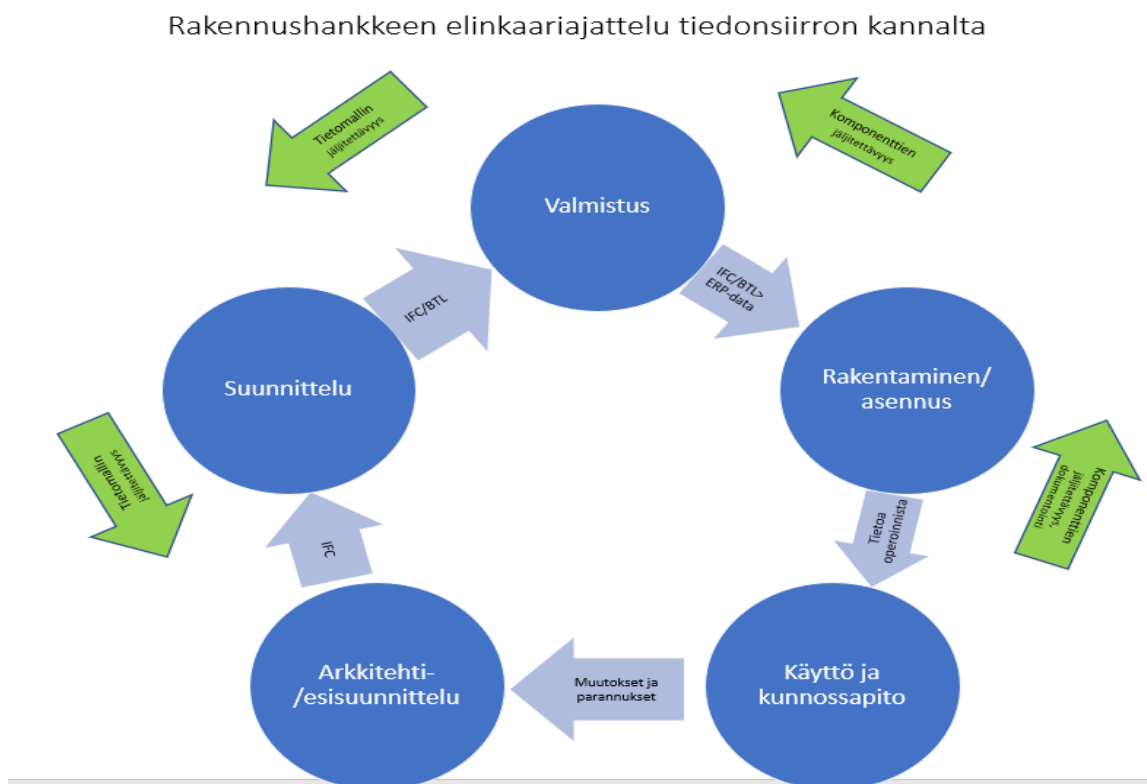 Rakennushankkeen elinkaariajattelu tiedonsiirron kannalta
Tietomallin
jäljitettävyys
Komponenttien
jäljitettävyys
Valmistus
IFC/BTL
IFC/BTL>
ERP-data
Suunnittelu
Rakentaminen/
asennus
Tietomallin
jäljitettävyys
Komponenttien
jäljitettävyys,
dokumentointi
IFC
Tietoa
operoinnista
Arkkitehti-
/esisuunnittelu
Muutokset ja
parannukset
Käyttö ja
kunnossapito